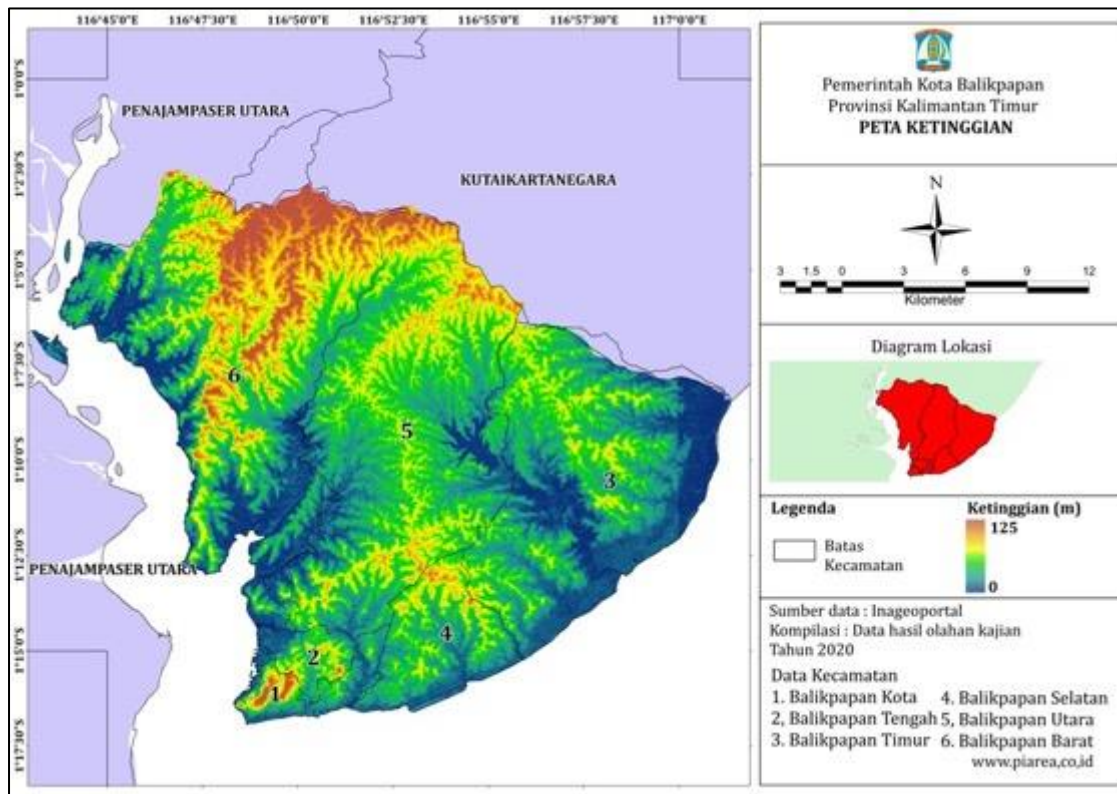 116°45'0"E 116°47'30"E 116°50'0"E 116°52'30"E 116°55'0"E 116°57'30"E 117°0'0"E
1°0'0"S
1°2'30"S
1°5'0"S
1°7'30"S
1°10'0"S
1°12'30"S
1°15'0"S
1°17'30"S
PENAJAMPASER UTARA
KUTAIKARTANEGARA
6
5
3
PENAJAMPASER UTARA
4
2
1
Pemerintah Kota Balikpapan
Provinsi Kalimantan Timur
PETA KETINGGIAN
N
3 1.5 0 3 6 9 12
Kilometer
Diagram Lokasi
Legenda
Batas
Kecamatan
Ketinggian (m)
125
0
Sumber data : Inageoportal
Kompilasi : Data hasil olahan kajian
Tahun 2020
Data Kecamatan
1. Balikpapan Kota
2, Balikpapan Tengah
3. Balikpapan Timur
4. Balikpapan Selatan
5, Balikpapan Utara
6. Balikpapan Barat
www.piarea,co,id